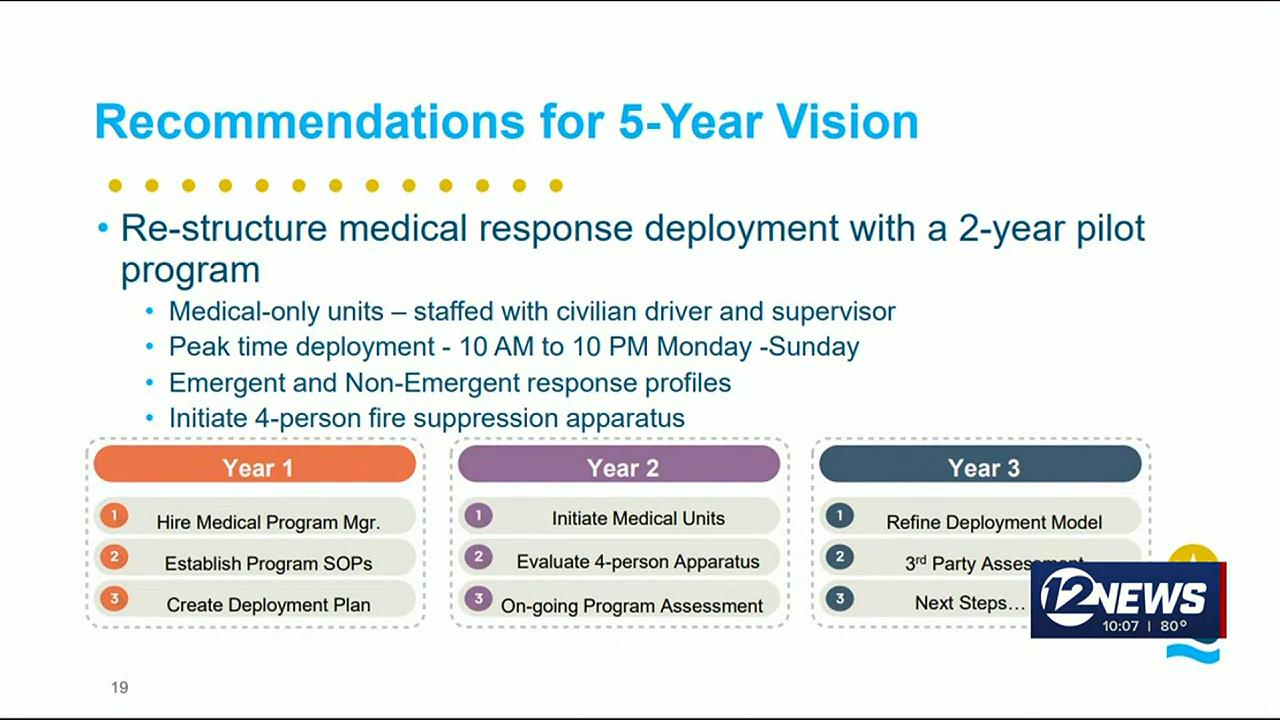 Recommendations for 5-Year Vision
• Re-structure medical response deployment with a 2-year pilot
program
• Medical-only units – staffed with civilian driver and supervisor
• Peak time deployment - 10 AM to 10 PM Monday -Sunday
• Emergent and Non-Emergent response profiles
• Initiate 4-person fire suppression apparatus
Year 1
1 Hire Medical Program Mgr.
2 Establish Program SOPs
3 Create Deployment Plan
Year 2
1 Initiate Medical Units
2 Evaluate 4-person Apparatus
3 On-going Program Assessment
Year 3
1 Refine Deployment Model
2 3rd Party Assessment
3 Next Steps…
12NEWS
10:07 | 80°
19